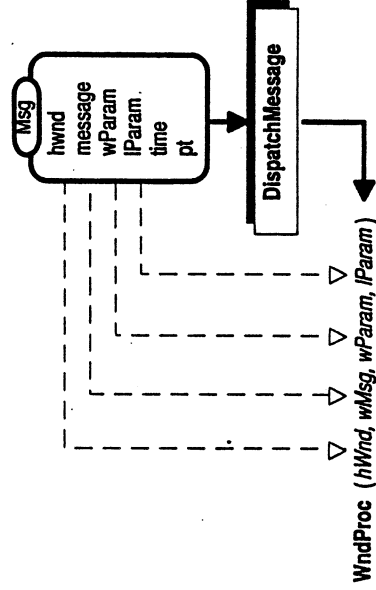 Msg
hwnd
message
wParam
lParam.
time
pt
DispatchMessage
WndProc (hWnd, wMsg, wParam, lParam)